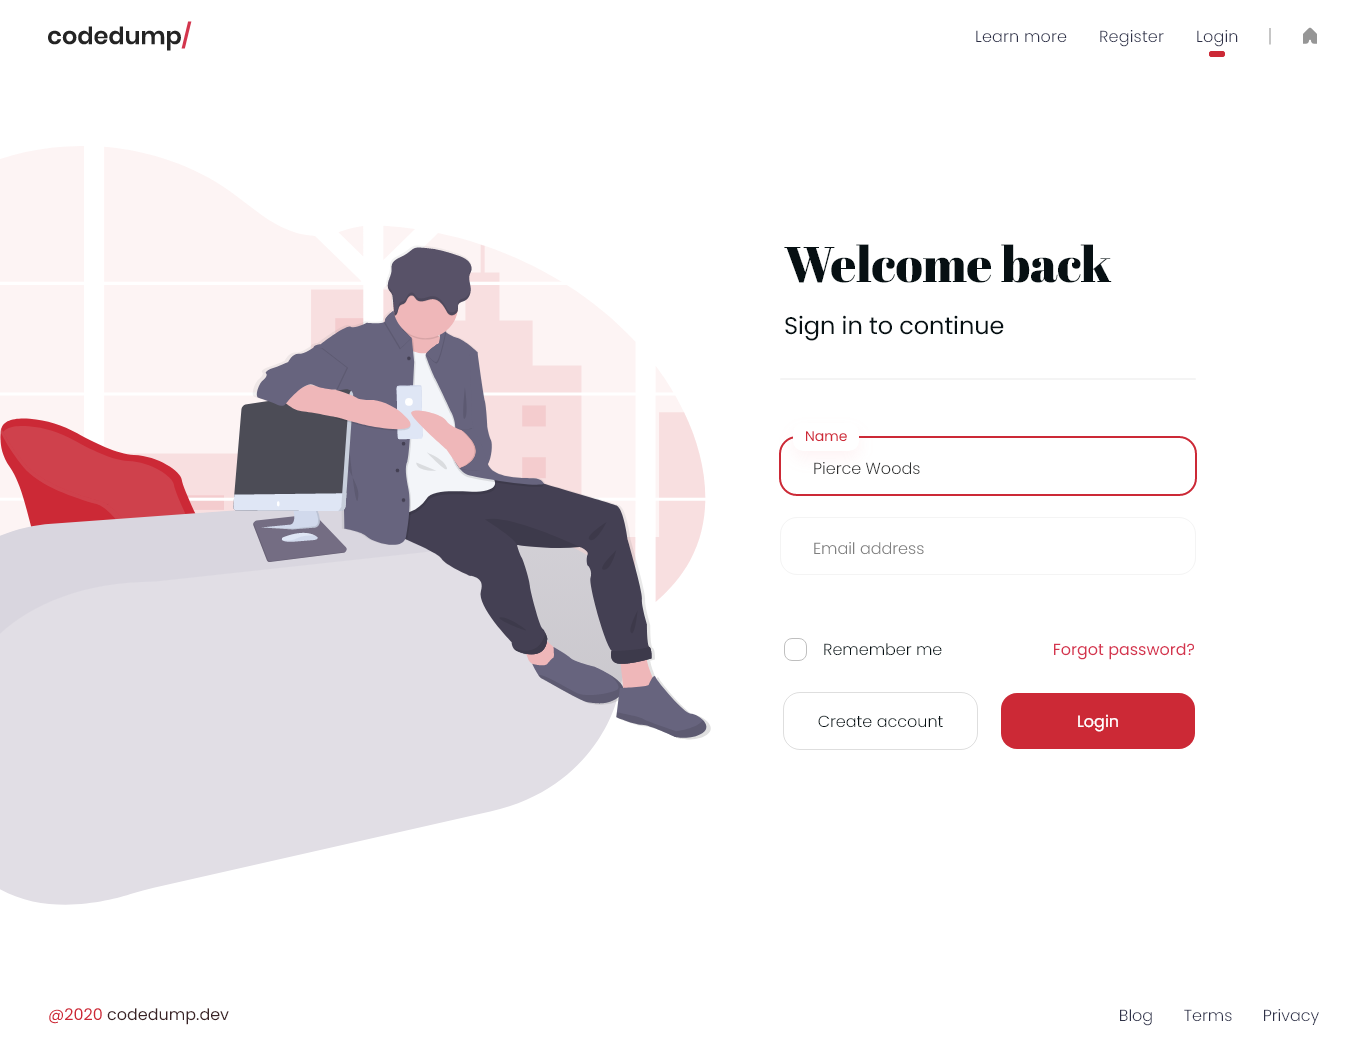 codedump/
Learn more Register Login |
Welcome back
Sign in to continue
Name
Pierce Woods
Email address
Remember me Forgot password?
Create account Login
@2020 codedump.dev
Blog Terms Privacy